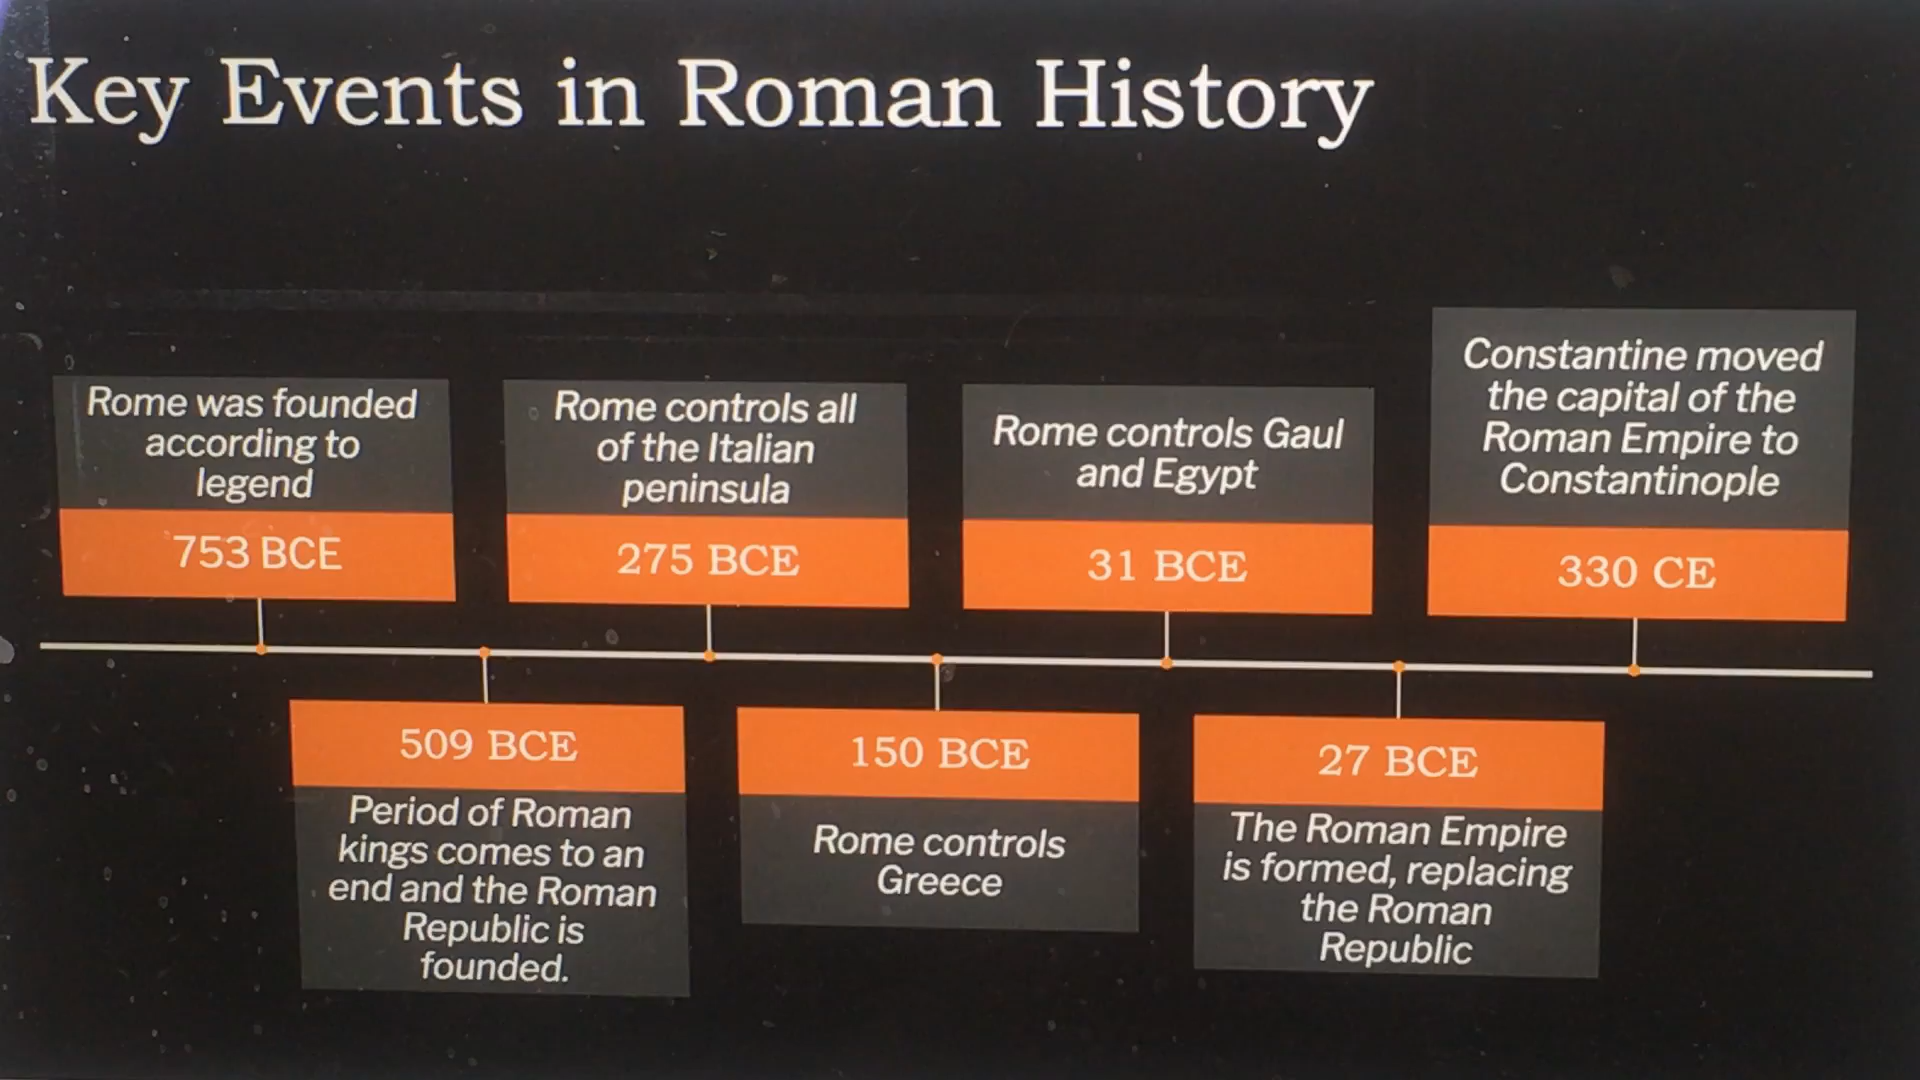 Key Events in Roman History
Rome was founded
according to
legend
753 BCE
509 BCE
Period of Roman
kings comes to an
end and the Roman
Republic is
founded.
Rome controls all
of the Italian
peninsula
275 BCE
150 BCE
Rome controls
Greece
Rome controls Gaul
and Egypt
31 BCE
27 BCE
The Roman Empire
is formed, replacing
the Roman
Republic
Constantine moved
the capital of the
Roman Empire to
Constantinople
330 CE